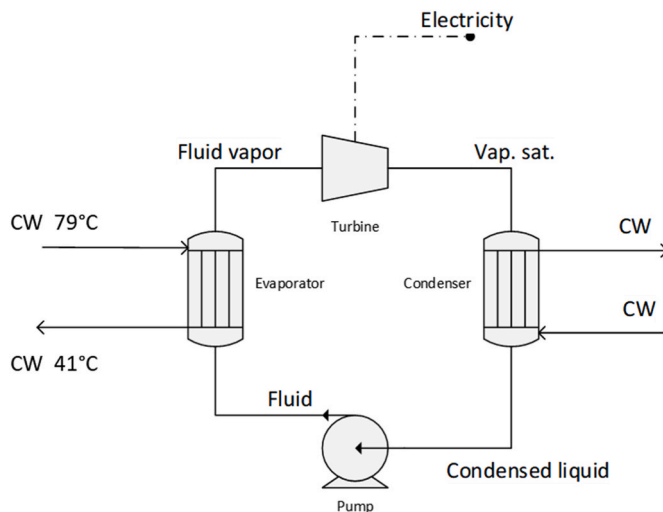 Electricity
Fluid vapor
Vap. sat.
Turbine
CW 79°C
CW
Evaporator
Condenser
CW
CW 41°C
Fluid
Condensed liquid
Pump